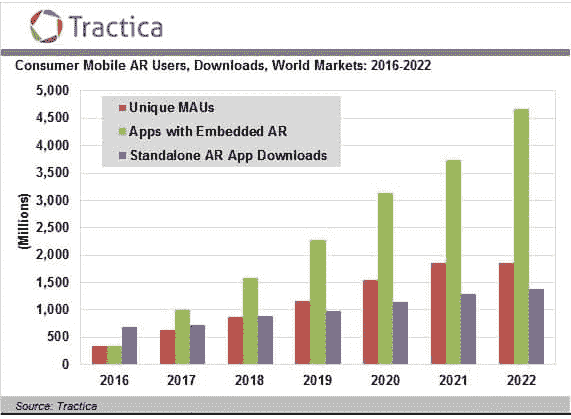 Tractica
Consumer Mobile AR Users, Downloads, World Markets: 2016-2022
5,000
4,500
4,000
3,500
3,000
2,500
2,000
1,500
1,000
500
0
(Millions)
Unique MAUs
Apps with Embedded AR
Standalone AR App Downloads
2016 2017 2018 2019 2020 2021 2022
Source: Tractica